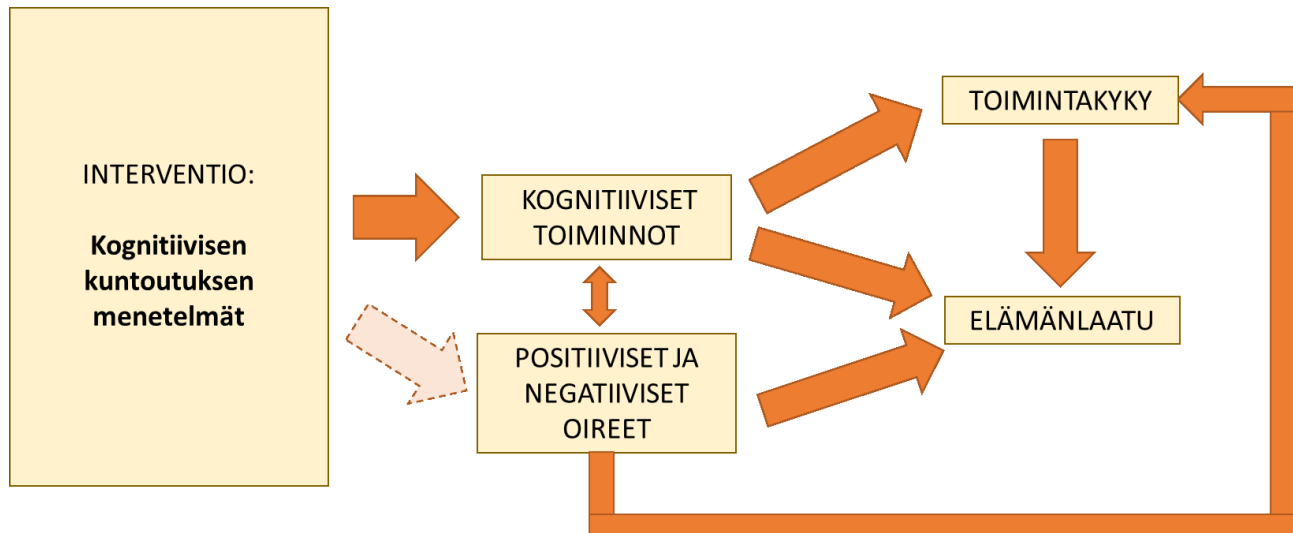 INTERVENTIO:
Kognitiivisen
kuntoutuksen
menetelmät
KOGNITIIVISET
TOIMINNOT
POSITIIVISET JA
NEGATIIVISET
OIREET
TOIMINTAKYKY
ELÄMÄNLAATU